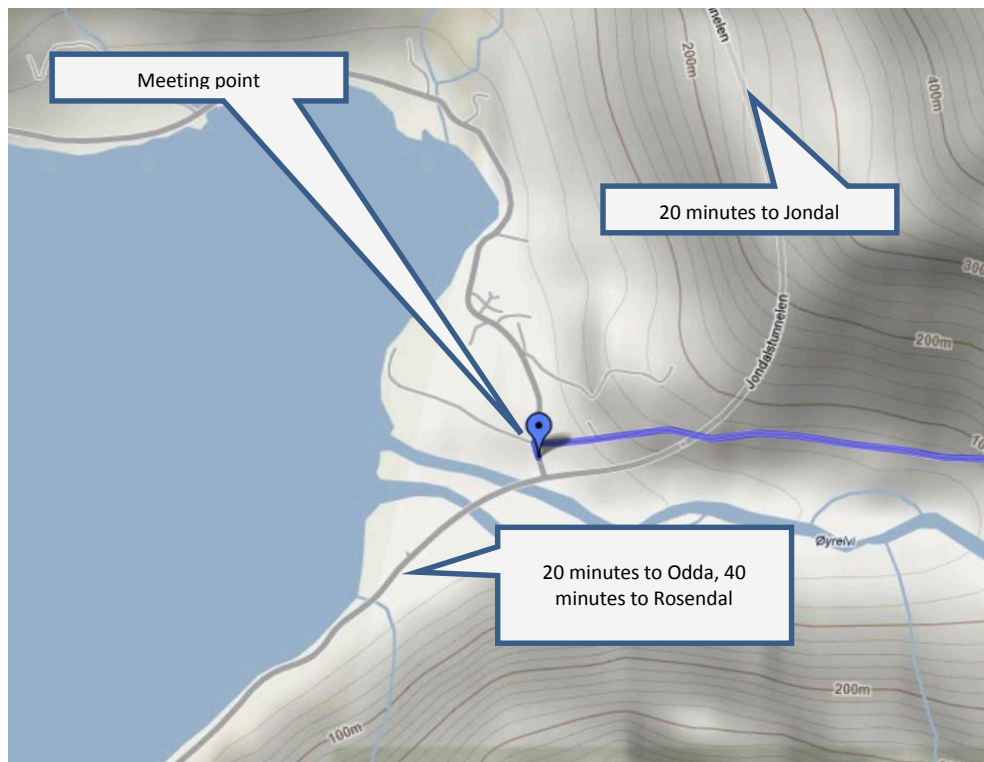 nnelen
200m
400m
Meeting point
20 minutes to Jondal
200m
Jondalstunnelen
Øyrelvi
20 minutes to Odda, 40
minutes to Rosendal
200m
100m